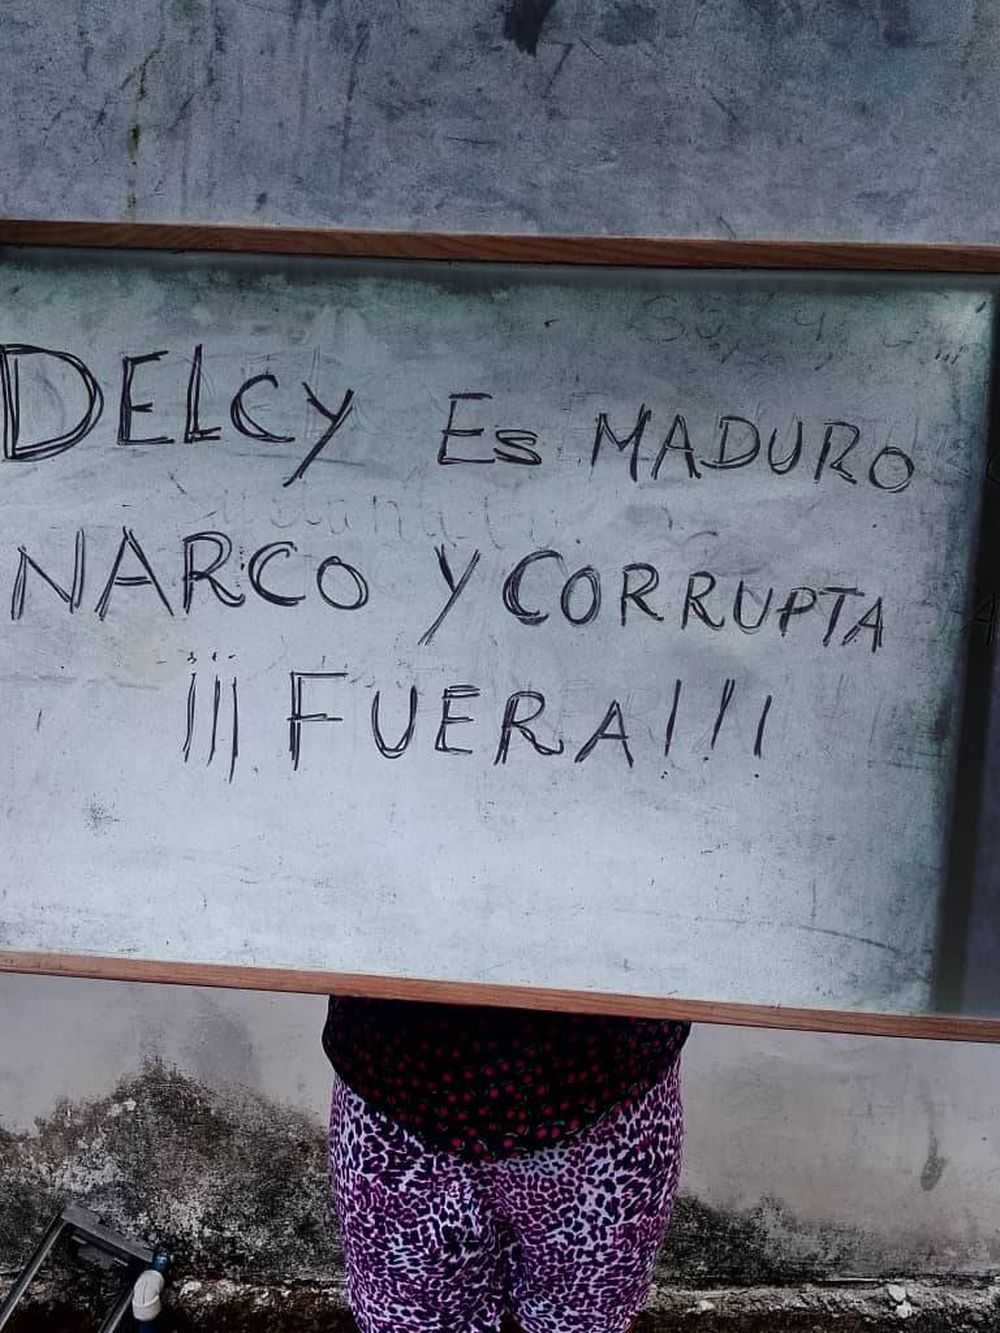 DELCY Es MADURO
NARCO Y CORRUPTA
¡¡¡FUERA!!!